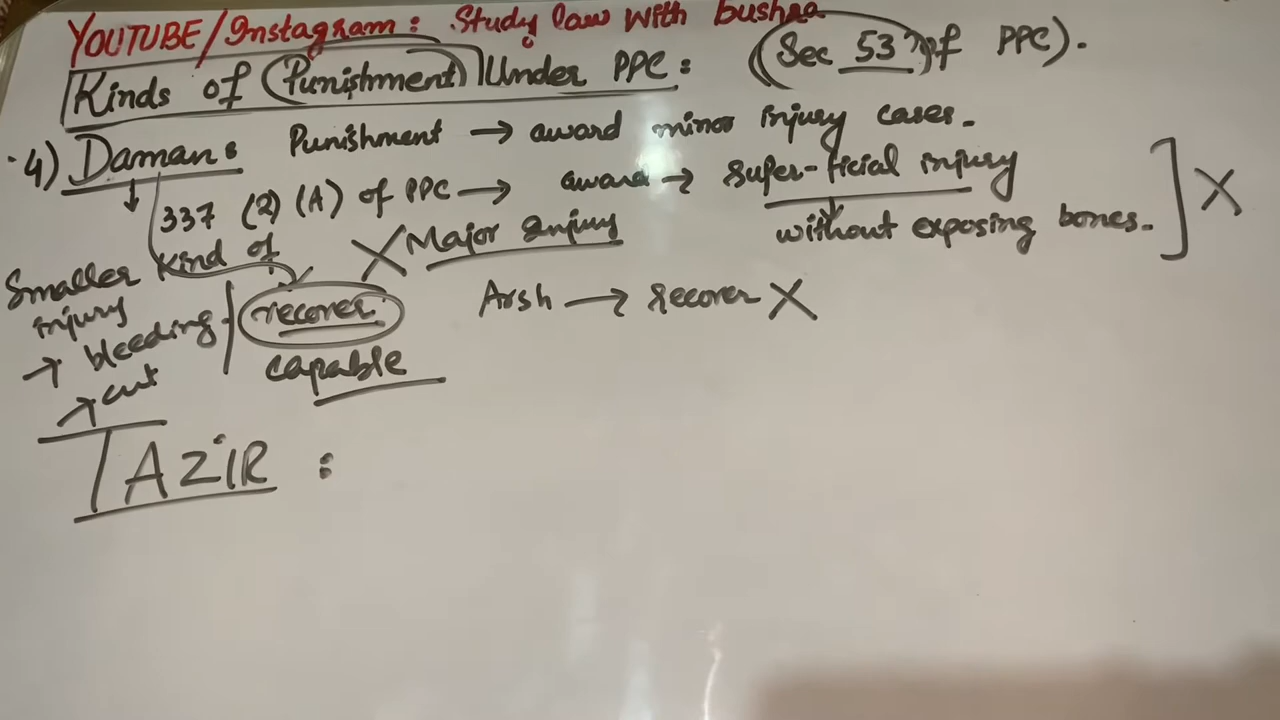 YOUTUBE/Instagram: Study law with bushra
Kinds of Punishment Under PPC: (Sec 53 of PPC).
4) Daman: Punishment → award minor injury cases.
337 (2) (A) of PPC → award → super-ficial injury
without exposing bones. ] X
X Major Injury
Smaller kind of
injury
→ bleeding
→ cut
recover
capable
Arsh → recover X
TAZIR :